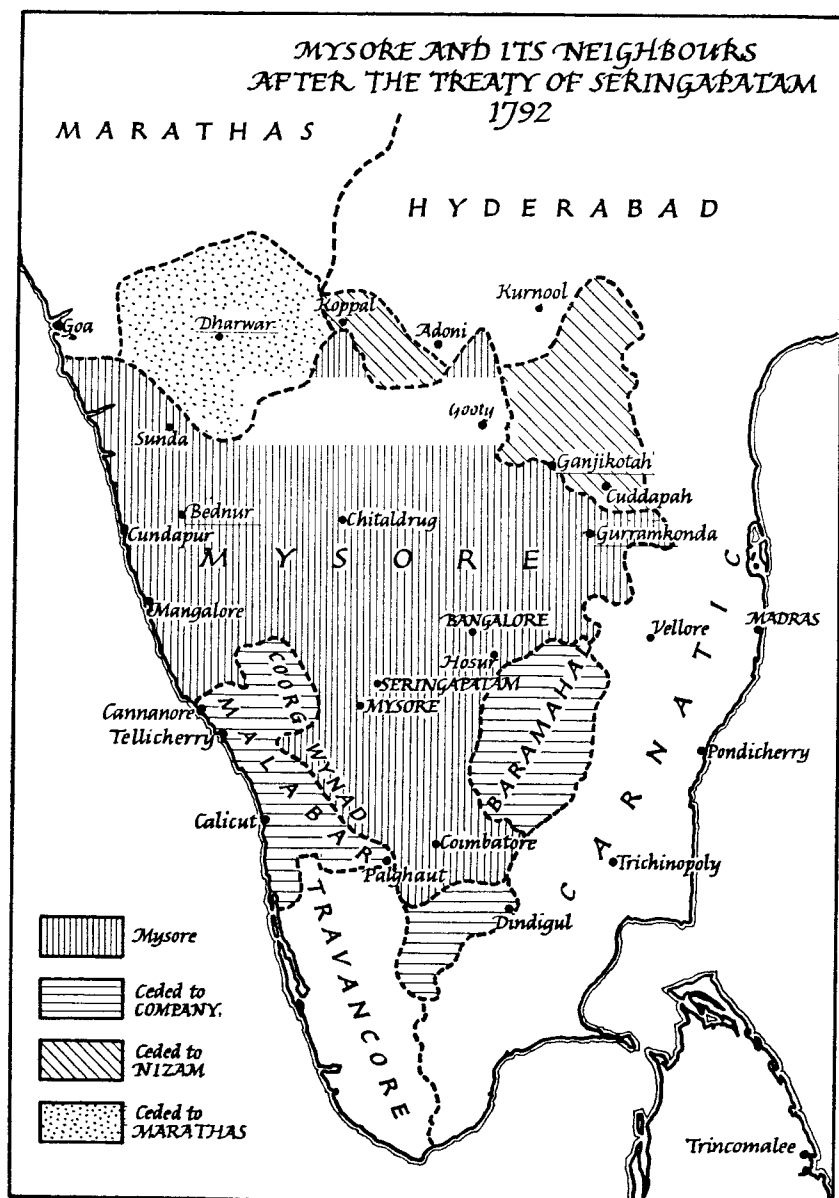 MYSORE AND ITS NEIGHBOURS
AFTER THE TREATY OF SERINGAPATAM
1792
MARATHAS
HYDERABAD
Kurnool
Koppal
Goa
Dharwar
Adoni
Gooty
Sunda
Ganjikotah
Cuddapah
Bednur
Chitaldrug
Cundapur
Gurramkonda
MYSORE
Mangalore
BANGALORE
Vellore
MADRAS
Hosur
COORG
SERINGAPATAM
MYSORE
BARAMAHAL
CARNATIC
Cannanore
Tellicherry
MALABAR
WYNAD
Pondicherry
Calicut
Coimbatore
Palghaut
Trichinopoly
Dindigul
TRAVANCORE
Mysore
Ceded to
COMPANY.
Ceded to
NIZAM
Ceded to
MARATHAS
Trincomalee